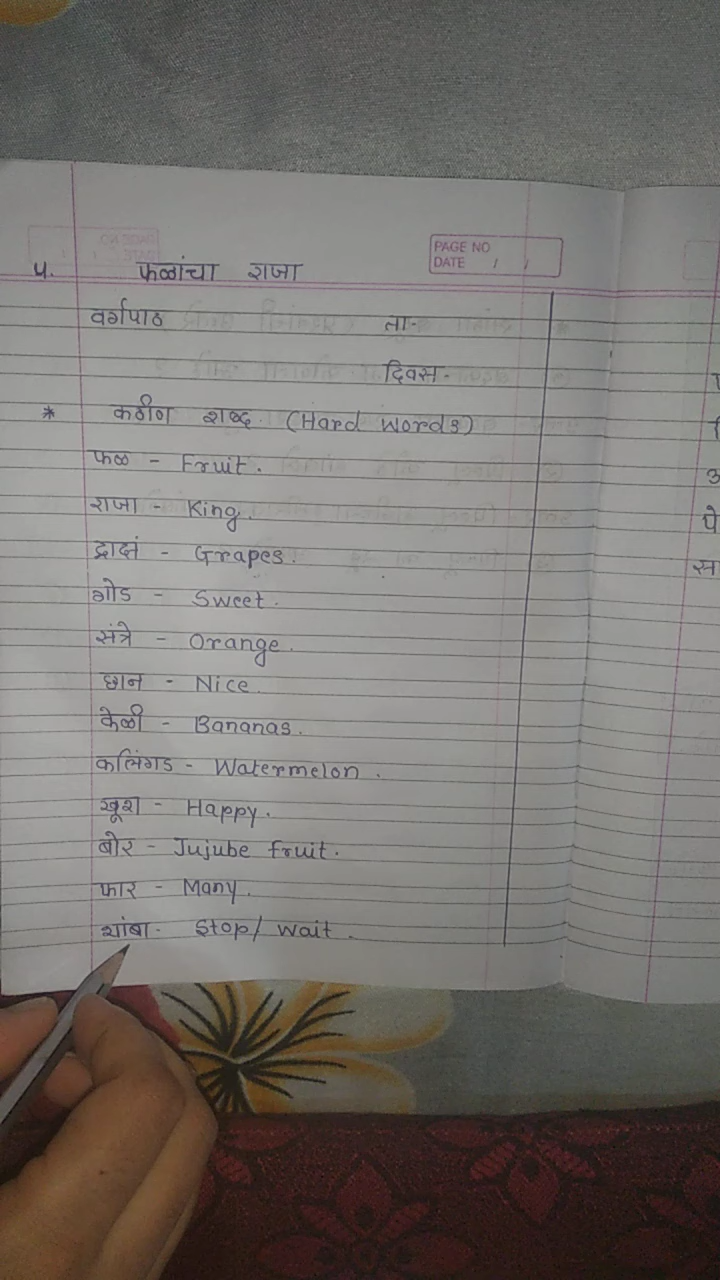 PAGE NO
DATE / /
५. फळांचा राजा
वर्गपाठ ता.
दिवस.
* कठीण शब्द. (Hard Words)
फळ - Fruit.
राजा - King.
द्राक्षं - Grapes.
गोड - Sweet.
संत्रे - Orange.
छान - Nice.
केळी - Bananas.
कलिंगड - Watermelon.
खूश - Happy.
बोर - Jujube fruit.
फार - Many.
थांबा - Stop/ wait.